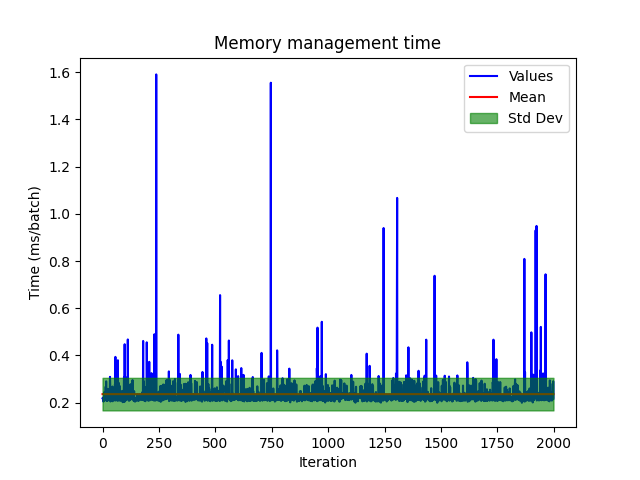 Memory management time
Values
Mean
Std Dev
1.6
1.4
1.2
1.0
0.8
0.6
0.4
0.2
Time (ms/batch)
0 250 500 750 1000 1250 1500 1750 2000
Iteration